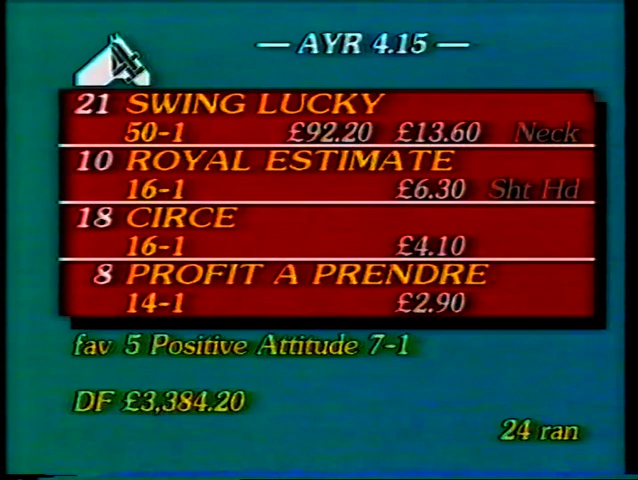 — AYR 4.15 —
21 SWING LUCKY
50-1 £92.20 £13.60 Neck
10 ROYAL ESTIMATE
16-1 £6.30 Sht Hd
18 CIRCE
16-1 £4.10
8 PROFIT A PRENDRE
14-1 £2.90
fav 5 Positive Attitude 7-1
DF £3,384.20
24 ran